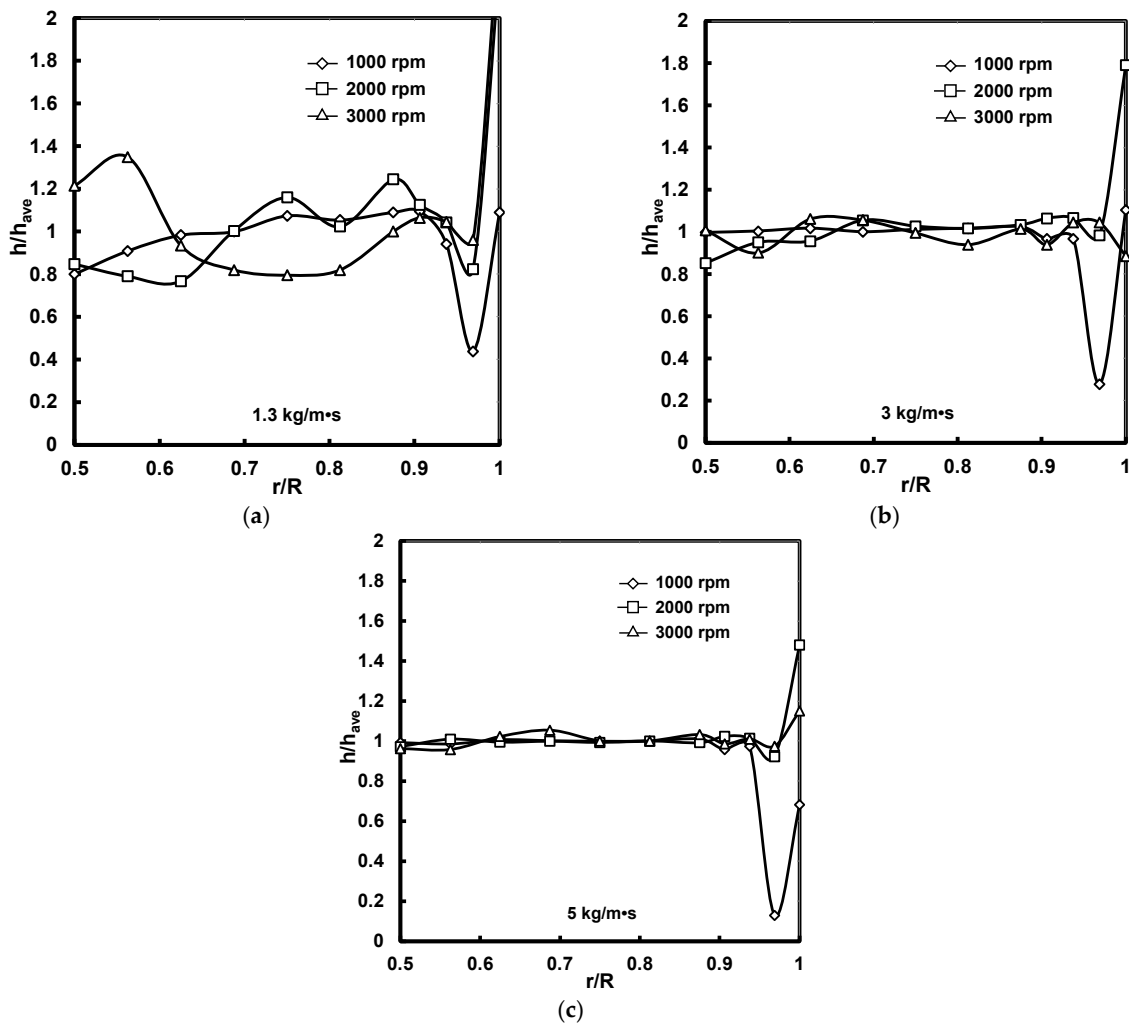 2
1.8
1.6
1.4
1.2
1
0.8
0.6
0.4
0.2
0
h/h_ave
1000 rpm
2000 rpm
3000 rpm
1.3 kg/m•s
0.5 0.6 0.7 0.8 0.9 1
r/R
(a)
2
1.8
1.6
1.4
1.2
1
0.8
0.6
0.4
0.2
0
h/h_ave
1000 rpm
2000 rpm
3000 rpm
3 kg/m•s
0.5 0.6 0.7 0.8 0.9 1
r/R
(b)
2
1.8
1.6
1.4
1.2
1
0.8
0.6
0.4
0.2
0
h/h_ave
1000 rpm
2000 rpm
3000 rpm
5 kg/m•s
0.5 0.6 0.7 0.8 0.9 1
r/R
(c)